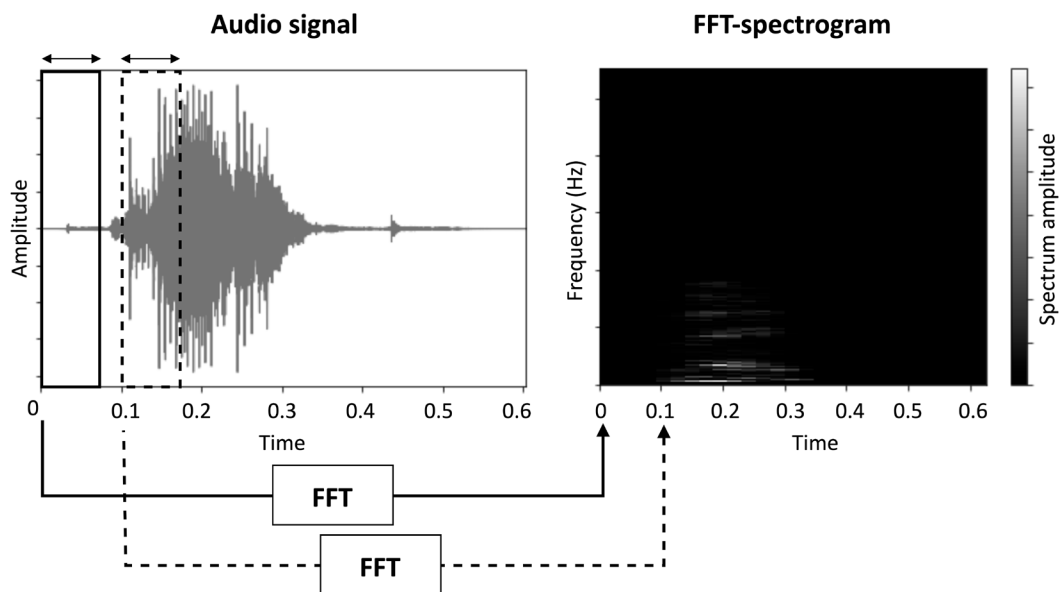 Audio signal
FFT-spectrogram
Amplitude
0 0.1 0.2 0.3 0.4 0.5 0.6
Time
Frequency (Hz)
0 0.1 0.2 0.3 0.4 0.5 0.6
Time
Spectrum amplitude
FFT
FFT